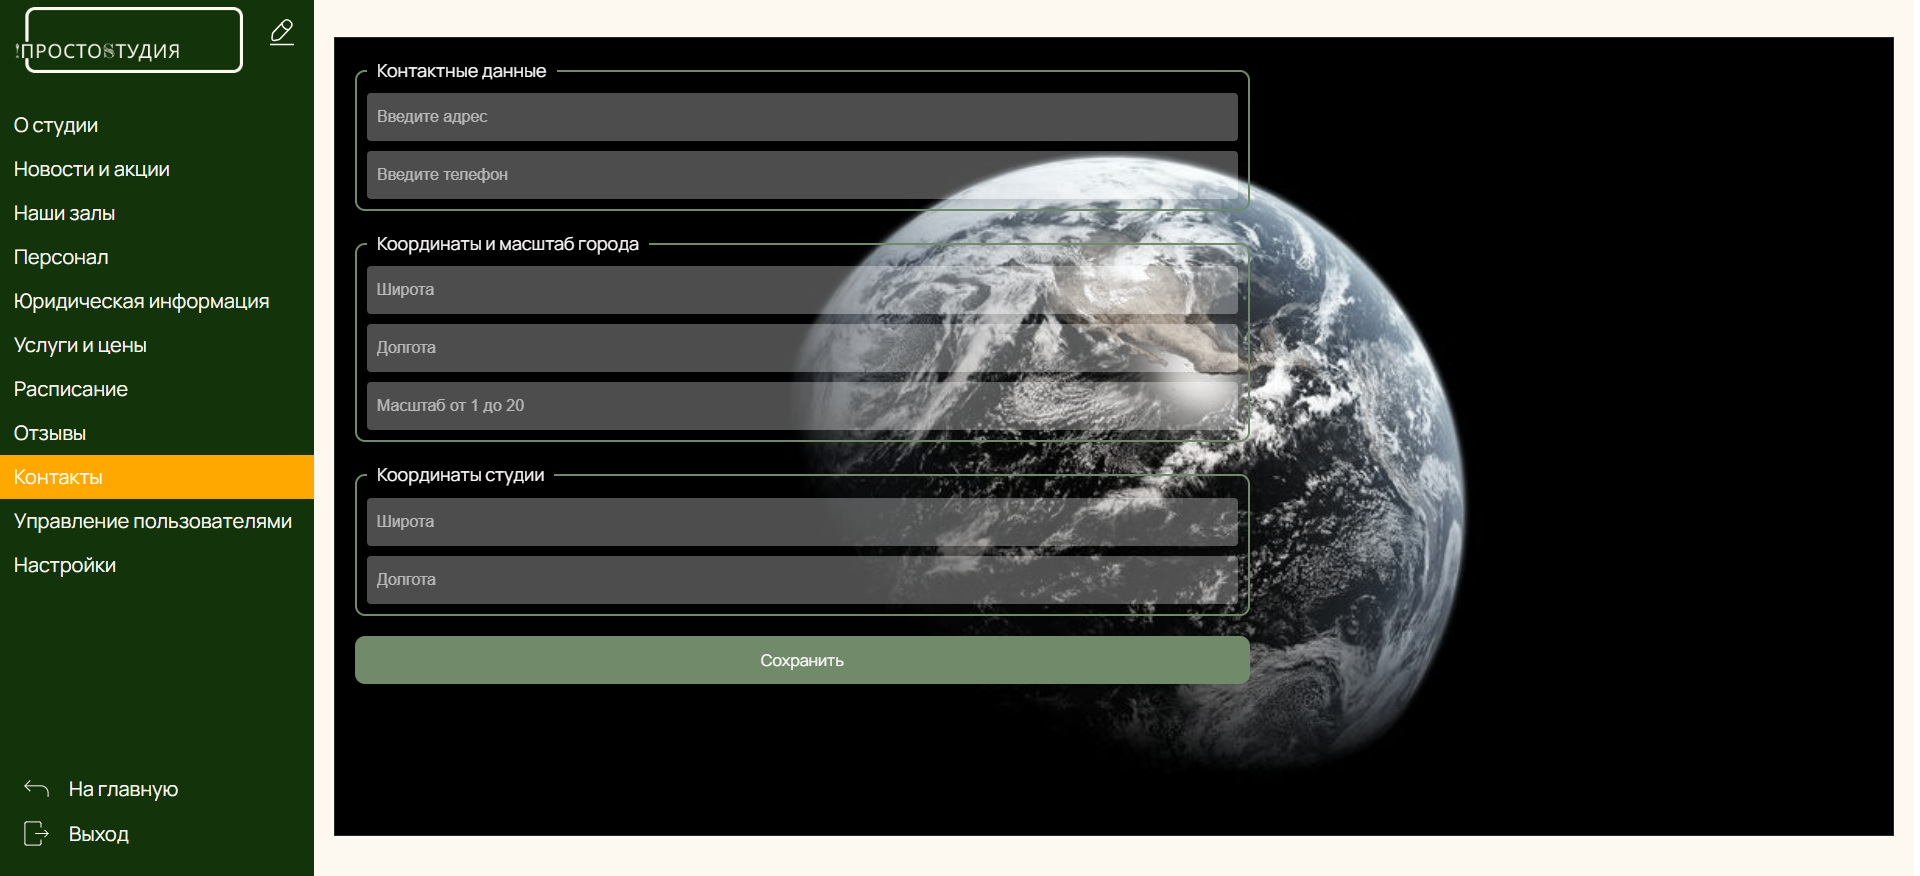 !ПРОСТОSТУДИЯ
О студии
Новости и акции
Наши залы
Персонал
Юридическая информация
Услуги и цены
Расписание
Отзывы
Контакты
Управление пользователями
Настройки
На главную
Выход
Контактные данные
Введите адрес
Введите телефон
Координаты и масштаб города
Широта
Долгота
Масштаб от 1 до 20
Координаты студии
Широта
Долгота
Сохранить